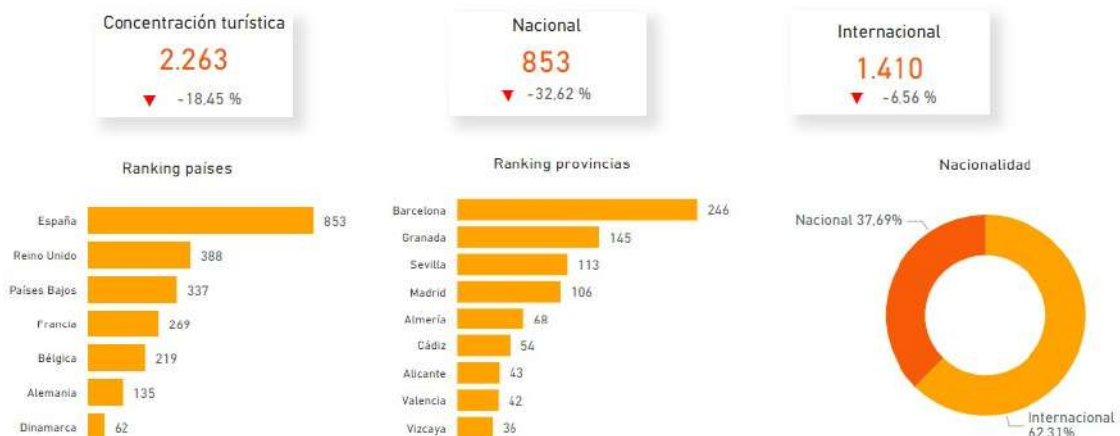 Concentración turística
2.263
-18,45 %
Nacional
853
-32,62 %
Internacional
1.410
-6,56 %
Ranking países
España 853
Reino Unido 388
Países Bajos 337
Francia 269
Bélgica 219
Alemania 135
Dinamarca 62
Ranking provincias
Barcelona 246
Granada 145
Sevilla 113
Madrid 106
Almería 68
Cádiz 54
Alicante 43
Valencia 42
Vizcaya 36
Nacionalidad
Nacional 37,69%
Internacional
62,31%